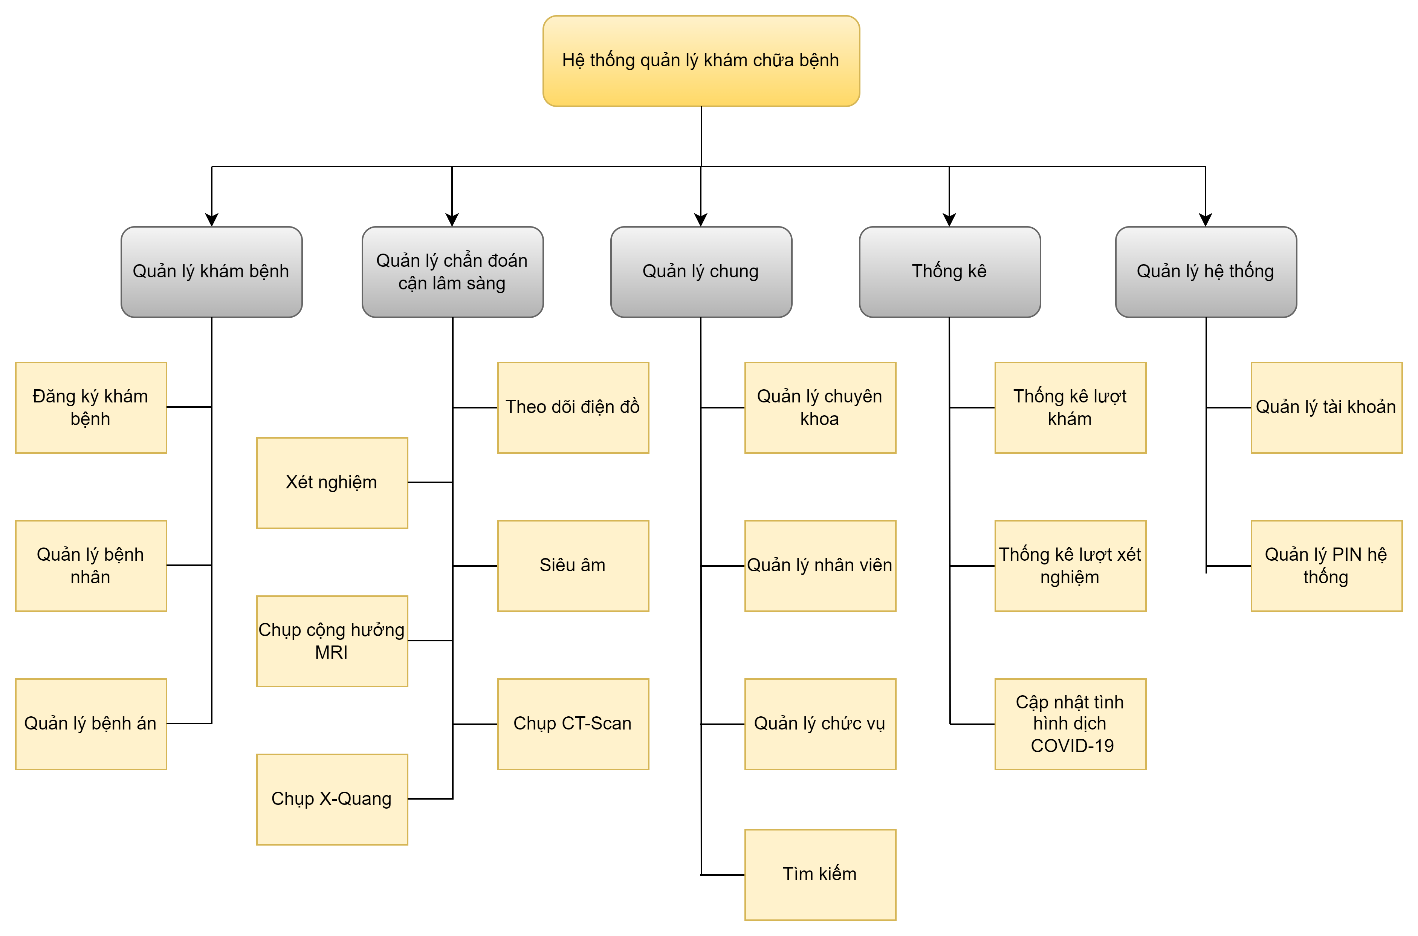 Hệ thống quản lý khám chữa bệnh
Quản lý khám bệnh
Quản lý chẩn đoán
cận lâm sàng
Quản lý chung
Thống kê
Quản lý hệ thống
Đăng ký khám
bệnh
Quản lý bệnh
nhân
Quản lý bệnh án
Theo dõi điện đồ
Xét nghiệm
Siêu âm
Chụp cộng hưởng
MRI
Chụp CT-Scan
Chụp X-Quang
Quản lý chuyên
khoa
Quản lý nhân viên
Quản lý chức vụ
Tìm kiếm
Thống kê lượt
khám
Thống kê lượt xét
nghiệm
Cập nhật tình
hình dịch
COVID-19
Quản lý tài khoản
Quản lý PIN hệ
thống